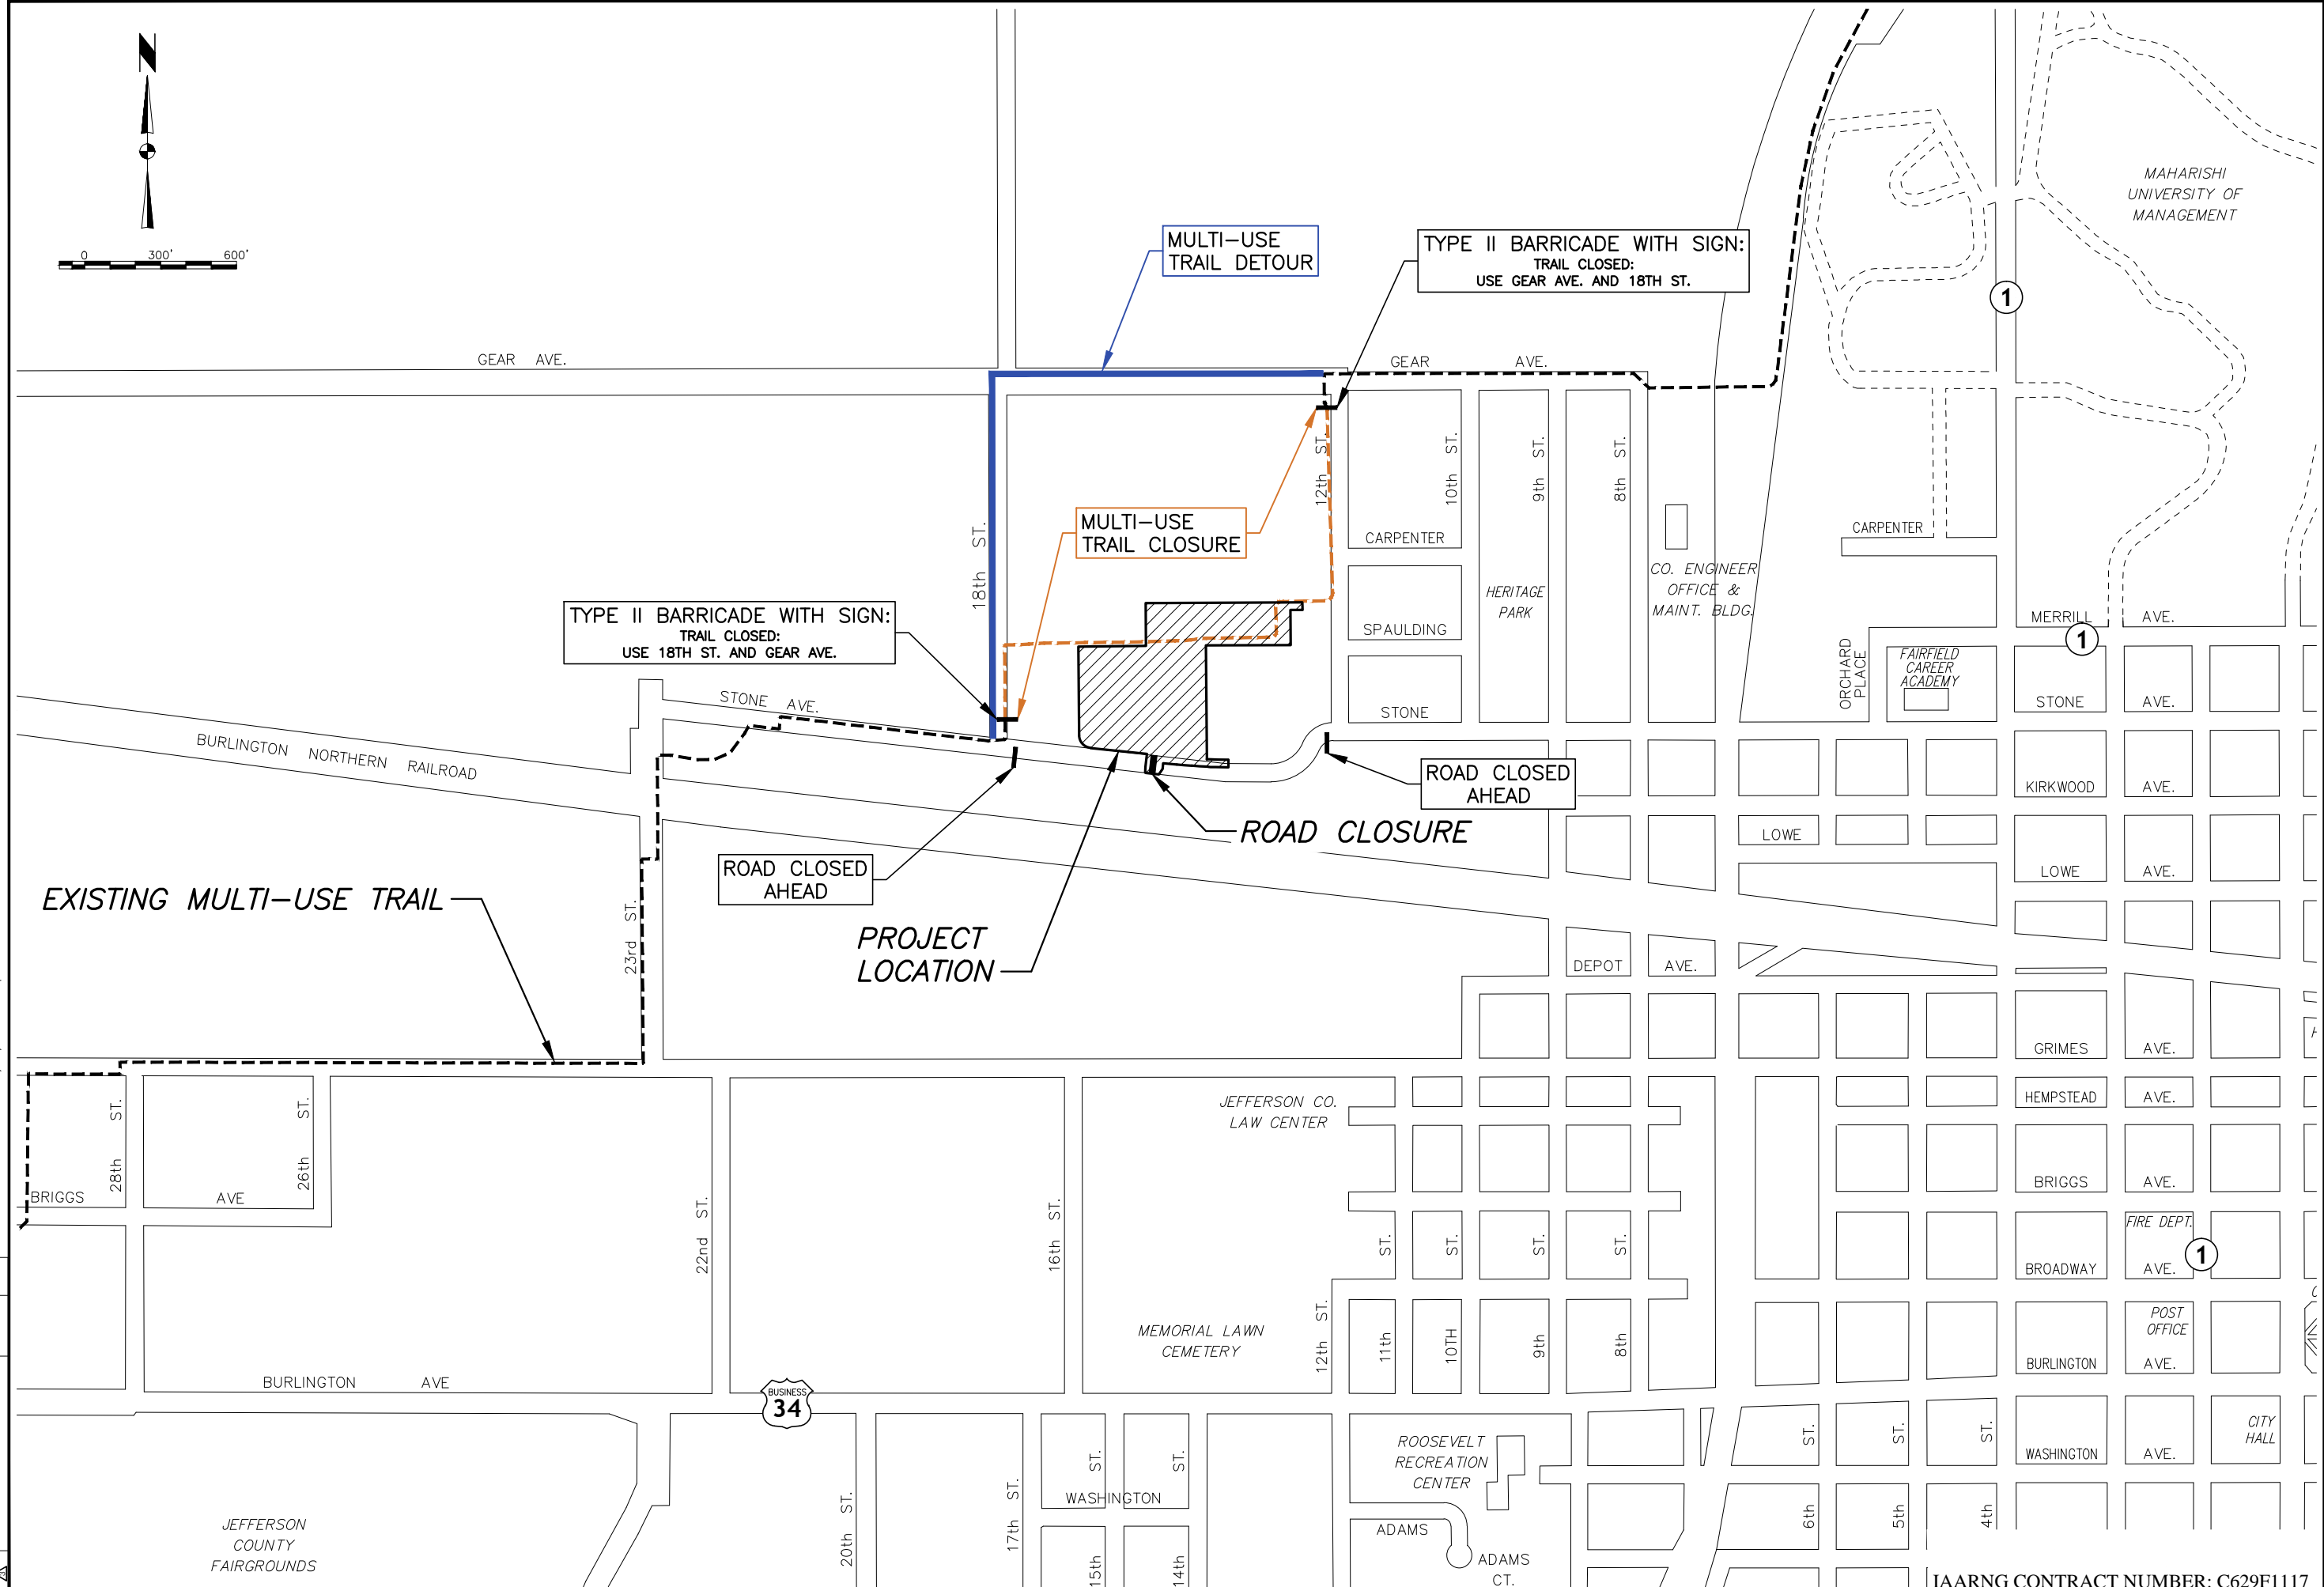 N
0 300' 600'
MAHARISHI
UNIVERSITY OF
MANAGEMENT
MULTI-USE
TRAIL DETOUR
TYPE II BARRICADE WITH SIGN:
TRAIL CLOSED:
USE GEAR AVE. AND 18TH ST.
1
GEAR AVE.
GEAR AVE.
18th ST.
12th ST.
10th ST.
9th ST.
8th ST.
MULTI-USE
TRAIL CLOSURE
CARPENTER
CARPENTER
HERITAGE
PARK
CO. ENGINEER
OFFICE &
MAINT. BLDG.
TYPE II BARRICADE WITH SIGN:
TRAIL CLOSED:
USE 18TH ST. AND GEAR AVE.
SPAULDING
MERRILL AVE.
1
ORCHARD
PLACE
FAIRFIELD
CAREER
ACADEMY
STONE AVE.
STONE
STONE AVE.
BURLINGTON NORTHERN RAILROAD
ROAD CLOSED
AHEAD
KIRKWOOD AVE.
ROAD CLOSURE
LOWE
ROAD CLOSED
AHEAD
LOWE AVE.
EXISTING MULTI-USE TRAIL
23rd ST.
PROJECT
LOCATION
DEPOT AVE.
GRIMES AVE.
JEFFERSON CO.
LAW CENTER
HEMPSTEAD AVE.
28th ST.
26th ST.
BRIGGS AVE
BRIGGS AVE.
22nd ST.
16th ST.
ST.
ST.
ST.
ST.
FIRE DEPT.
1
BROADWAY AVE.
MEMORIAL LAWN
CEMETERY
12th ST.
11th
10TH
9th
8th
POST
OFFICE
BURLINGTON AVE
BURLINGTON AVE.
BUSINESS
34
ROOSEVELT
RECREATION
CENTER
CITY
HALL
WASHINGTON AVE.
JEFFERSON
COUNTY
FAIRGROUNDS
20th ST.
17th ST.
15th ST.
14th ST.
WASHINGTON
ADAMS
ADAMS
CT.
6th ST.
5th ST.
4th ST.
IAARNG CONTRACT NUMBER: C629F1117